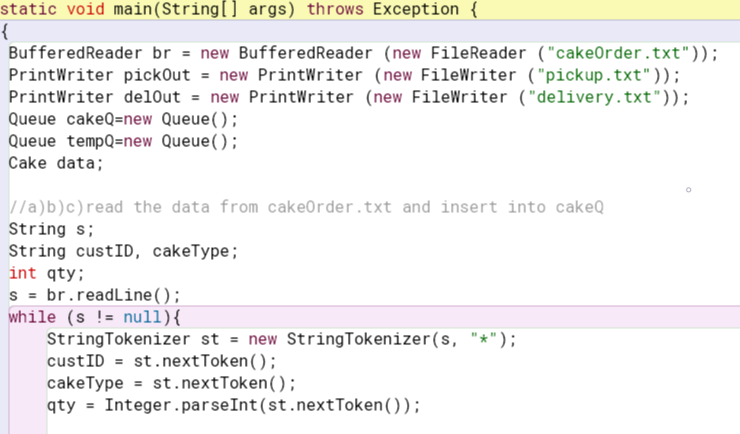 static void main(String[] args) throws Exception {
{
BufferedReader br = new BufferedReader (new FileReader ("cakeOrder.txt"));
PrintWriter pickOut = new PrintWriter (new FileWriter ("pickup.txt"));
PrintWriter delOut = new PrintWriter (new FileWriter ("delivery.txt"));
Queue cakeQ=new Queue();
Queue tempQ=new Queue();
Cake data;
//a)b)c)read the data from cakeOrder.txt and insert into cakeQ
String s;
String custID, cakeType;
int qty;
s = br.readLine();
while (s != null){
StringTokenizer st = new StringTokenizer(s, "*");
custID = st.nextToken();
cakeType = st.nextToken();
qty = Integer.parseInt(st.nextToken());